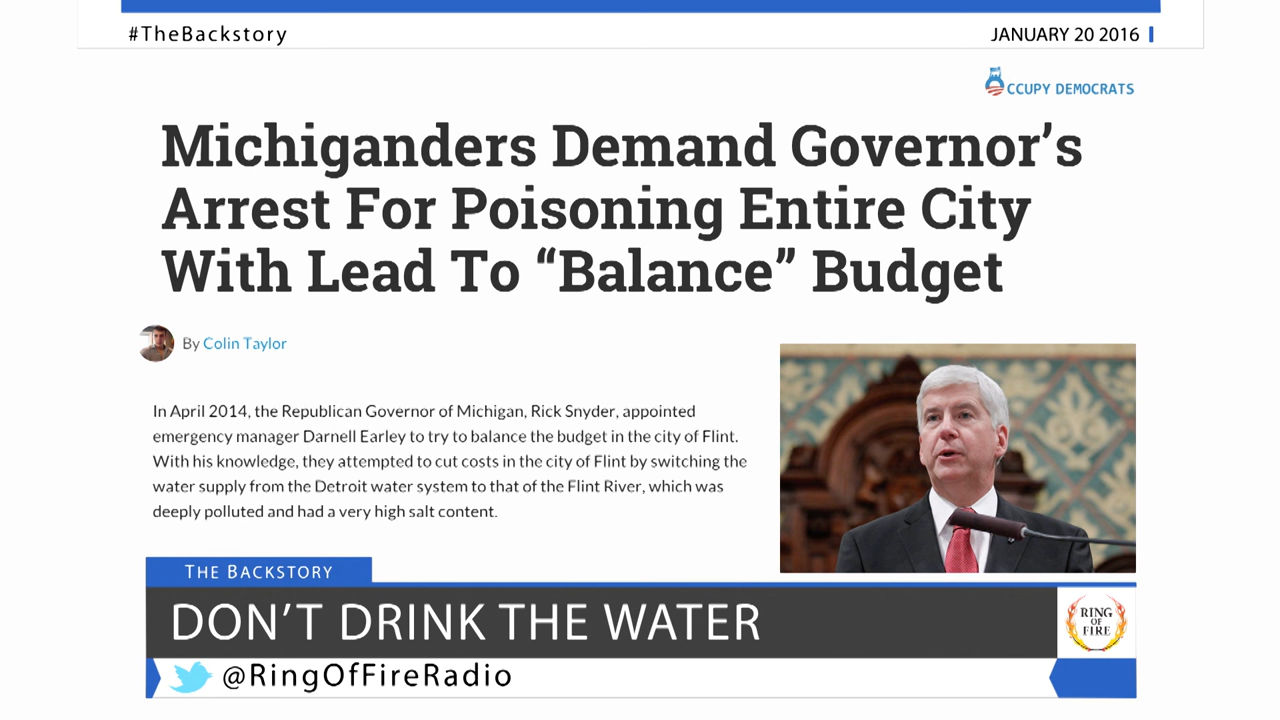 #TheBackstory
JANUARY 20 2016
CCUPY DEMOCRATS
Michiganders Demand Governor’s
Arrest For Poisoning Entire City
With Lead To “Balance” Budget
By Colin Taylor
In April 2014, the Republican Governor of Michigan, Rick Snyder, appointed
emergency manager Darnell Earley to try to balance the budget in the city of Flint.
With his knowledge, they attempted to cut costs in the city of Flint by switching the
water supply from the Detroit water system to that of the Flint River, which was
deeply polluted and had a very high salt content.
THE BACKSTORY
DON’T DRINK THE WATER
RING
OF
FIRE
@RingOfFireRadio